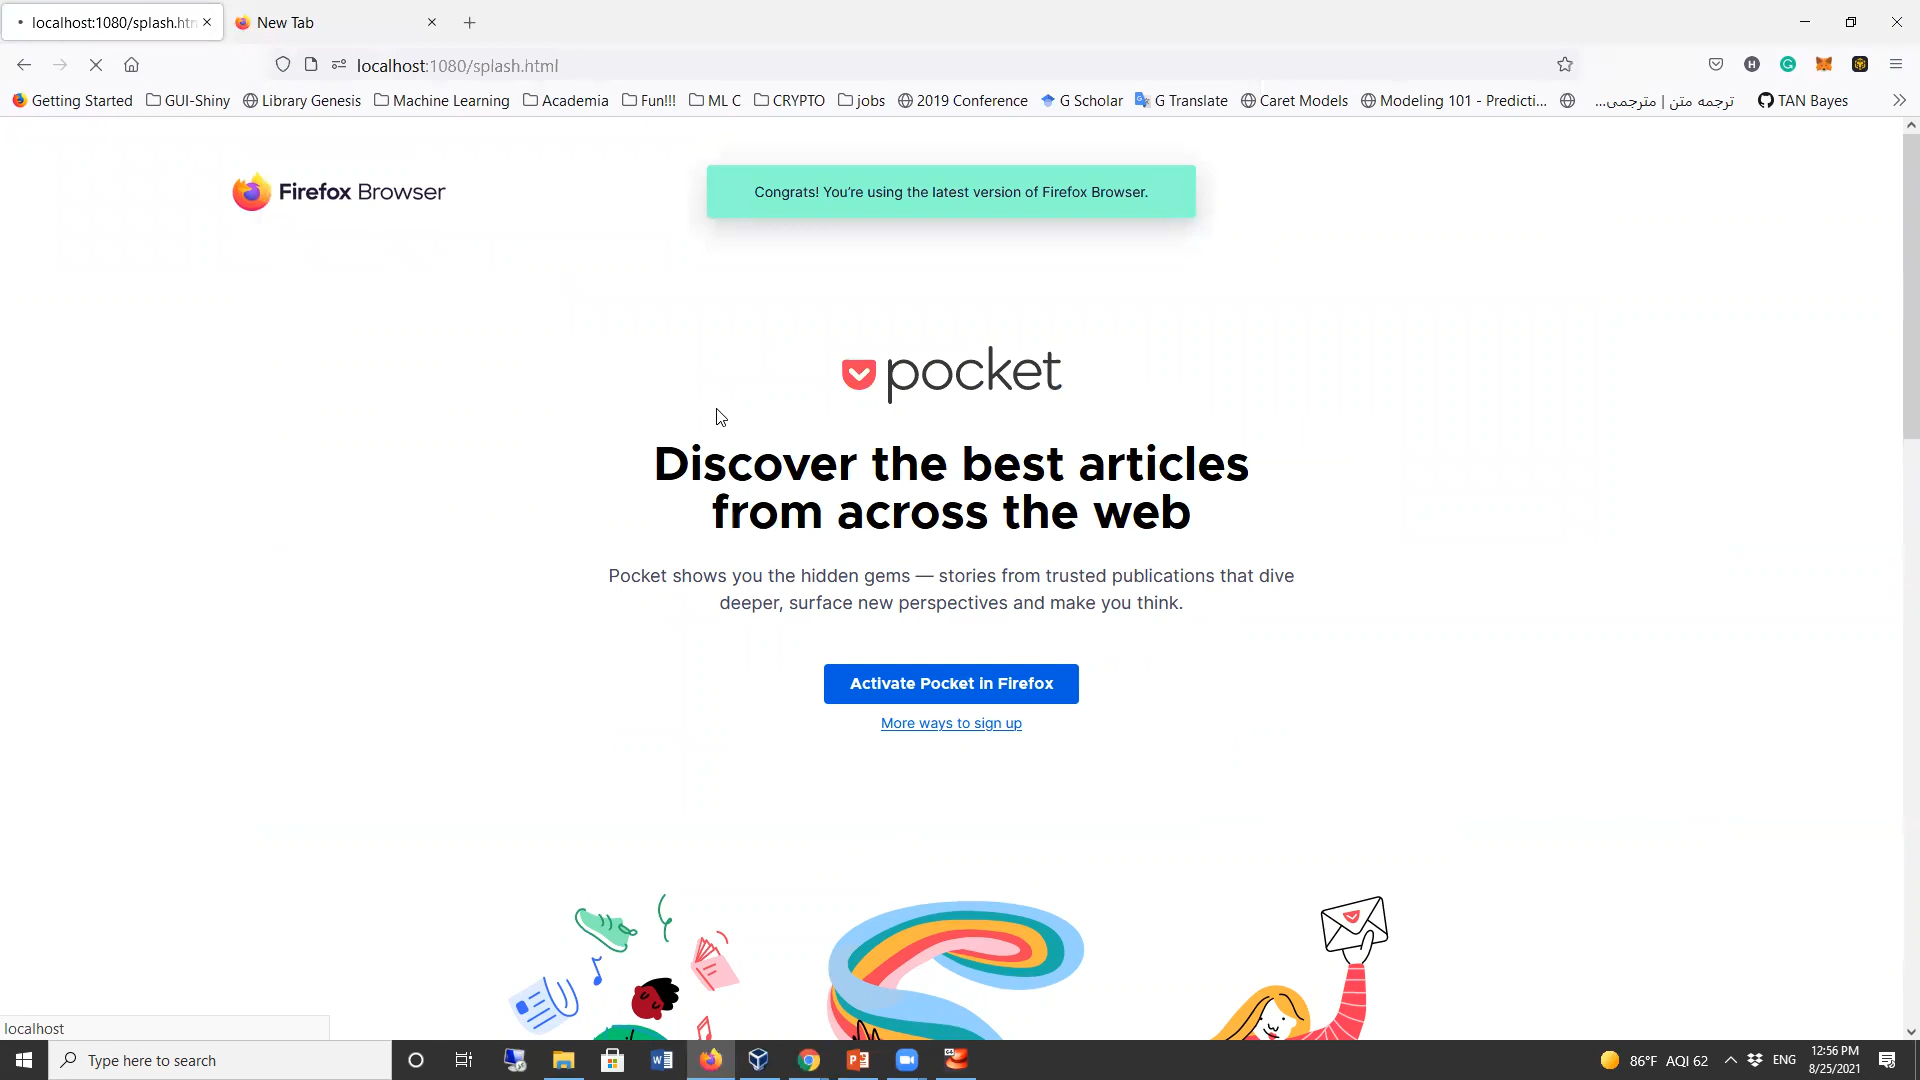 localhost:1080/splash.htm
New Tab
localhost:1080/splash.html
Getting Started GUI-Shiny Library Genesis Machine Learning Academia Fun!!! ML C CRYPTO jobs 2019 Conference G Scholar G Translate Caret Models Modeling 101 - Predicti... ترجمه متن | مترجمی... TAN Bayes
Firefox Browser
Congrats! You're using the latest version of Firefox Browser.
pocket
Discover the best articles
from across the web
Pocket shows you the hidden gems — stories from trusted publications that dive
deeper, surface new perspectives and make you think.
Activate Pocket in Firefox
More ways to sign up
localhost
Type here to search
86°F AQI 62
ENG
12:56 PM
8/25/2021